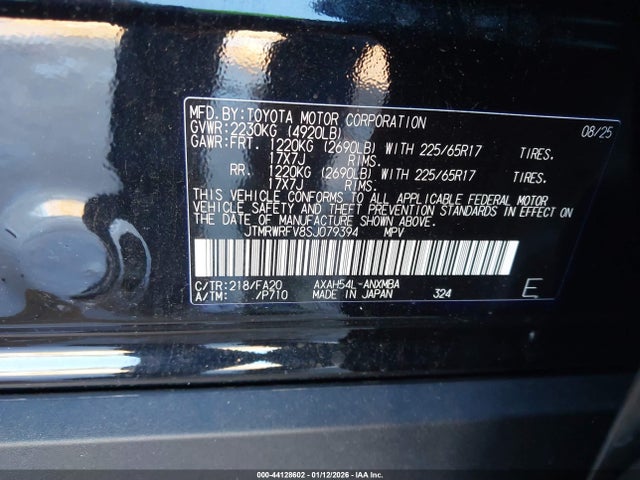 MFD.BY:TOYOTA MOTOR CORPORATION 08/25
GVWR:2230KG (4920LB)
GAWR:FRT. 1220KG (2690LB) WITH 225/65R17 TIRES.
17X7J RIMS.
RR. 1220KG (2690LB) WITH 225/65R17 TIRES.
17X7J RIMS.
THIS VEHICLE CONFORMS TO ALL APPLICABLE FEDERAL MOTOR
VEHICLE SAFETY AND THEFT PREVENTION STANDARDS IN EFFECT
ON THE DATE OF MANUFACTURE SHOWN ABOVE.
JTMRWRFV8SJ079394 MPV
C/TR:218/FA20 AXAH54L-ANXMBA
A/TM: /P710 MADE IN JAPAN 324 E
000-44128602 - 01/12/2026 - IAA Inc.